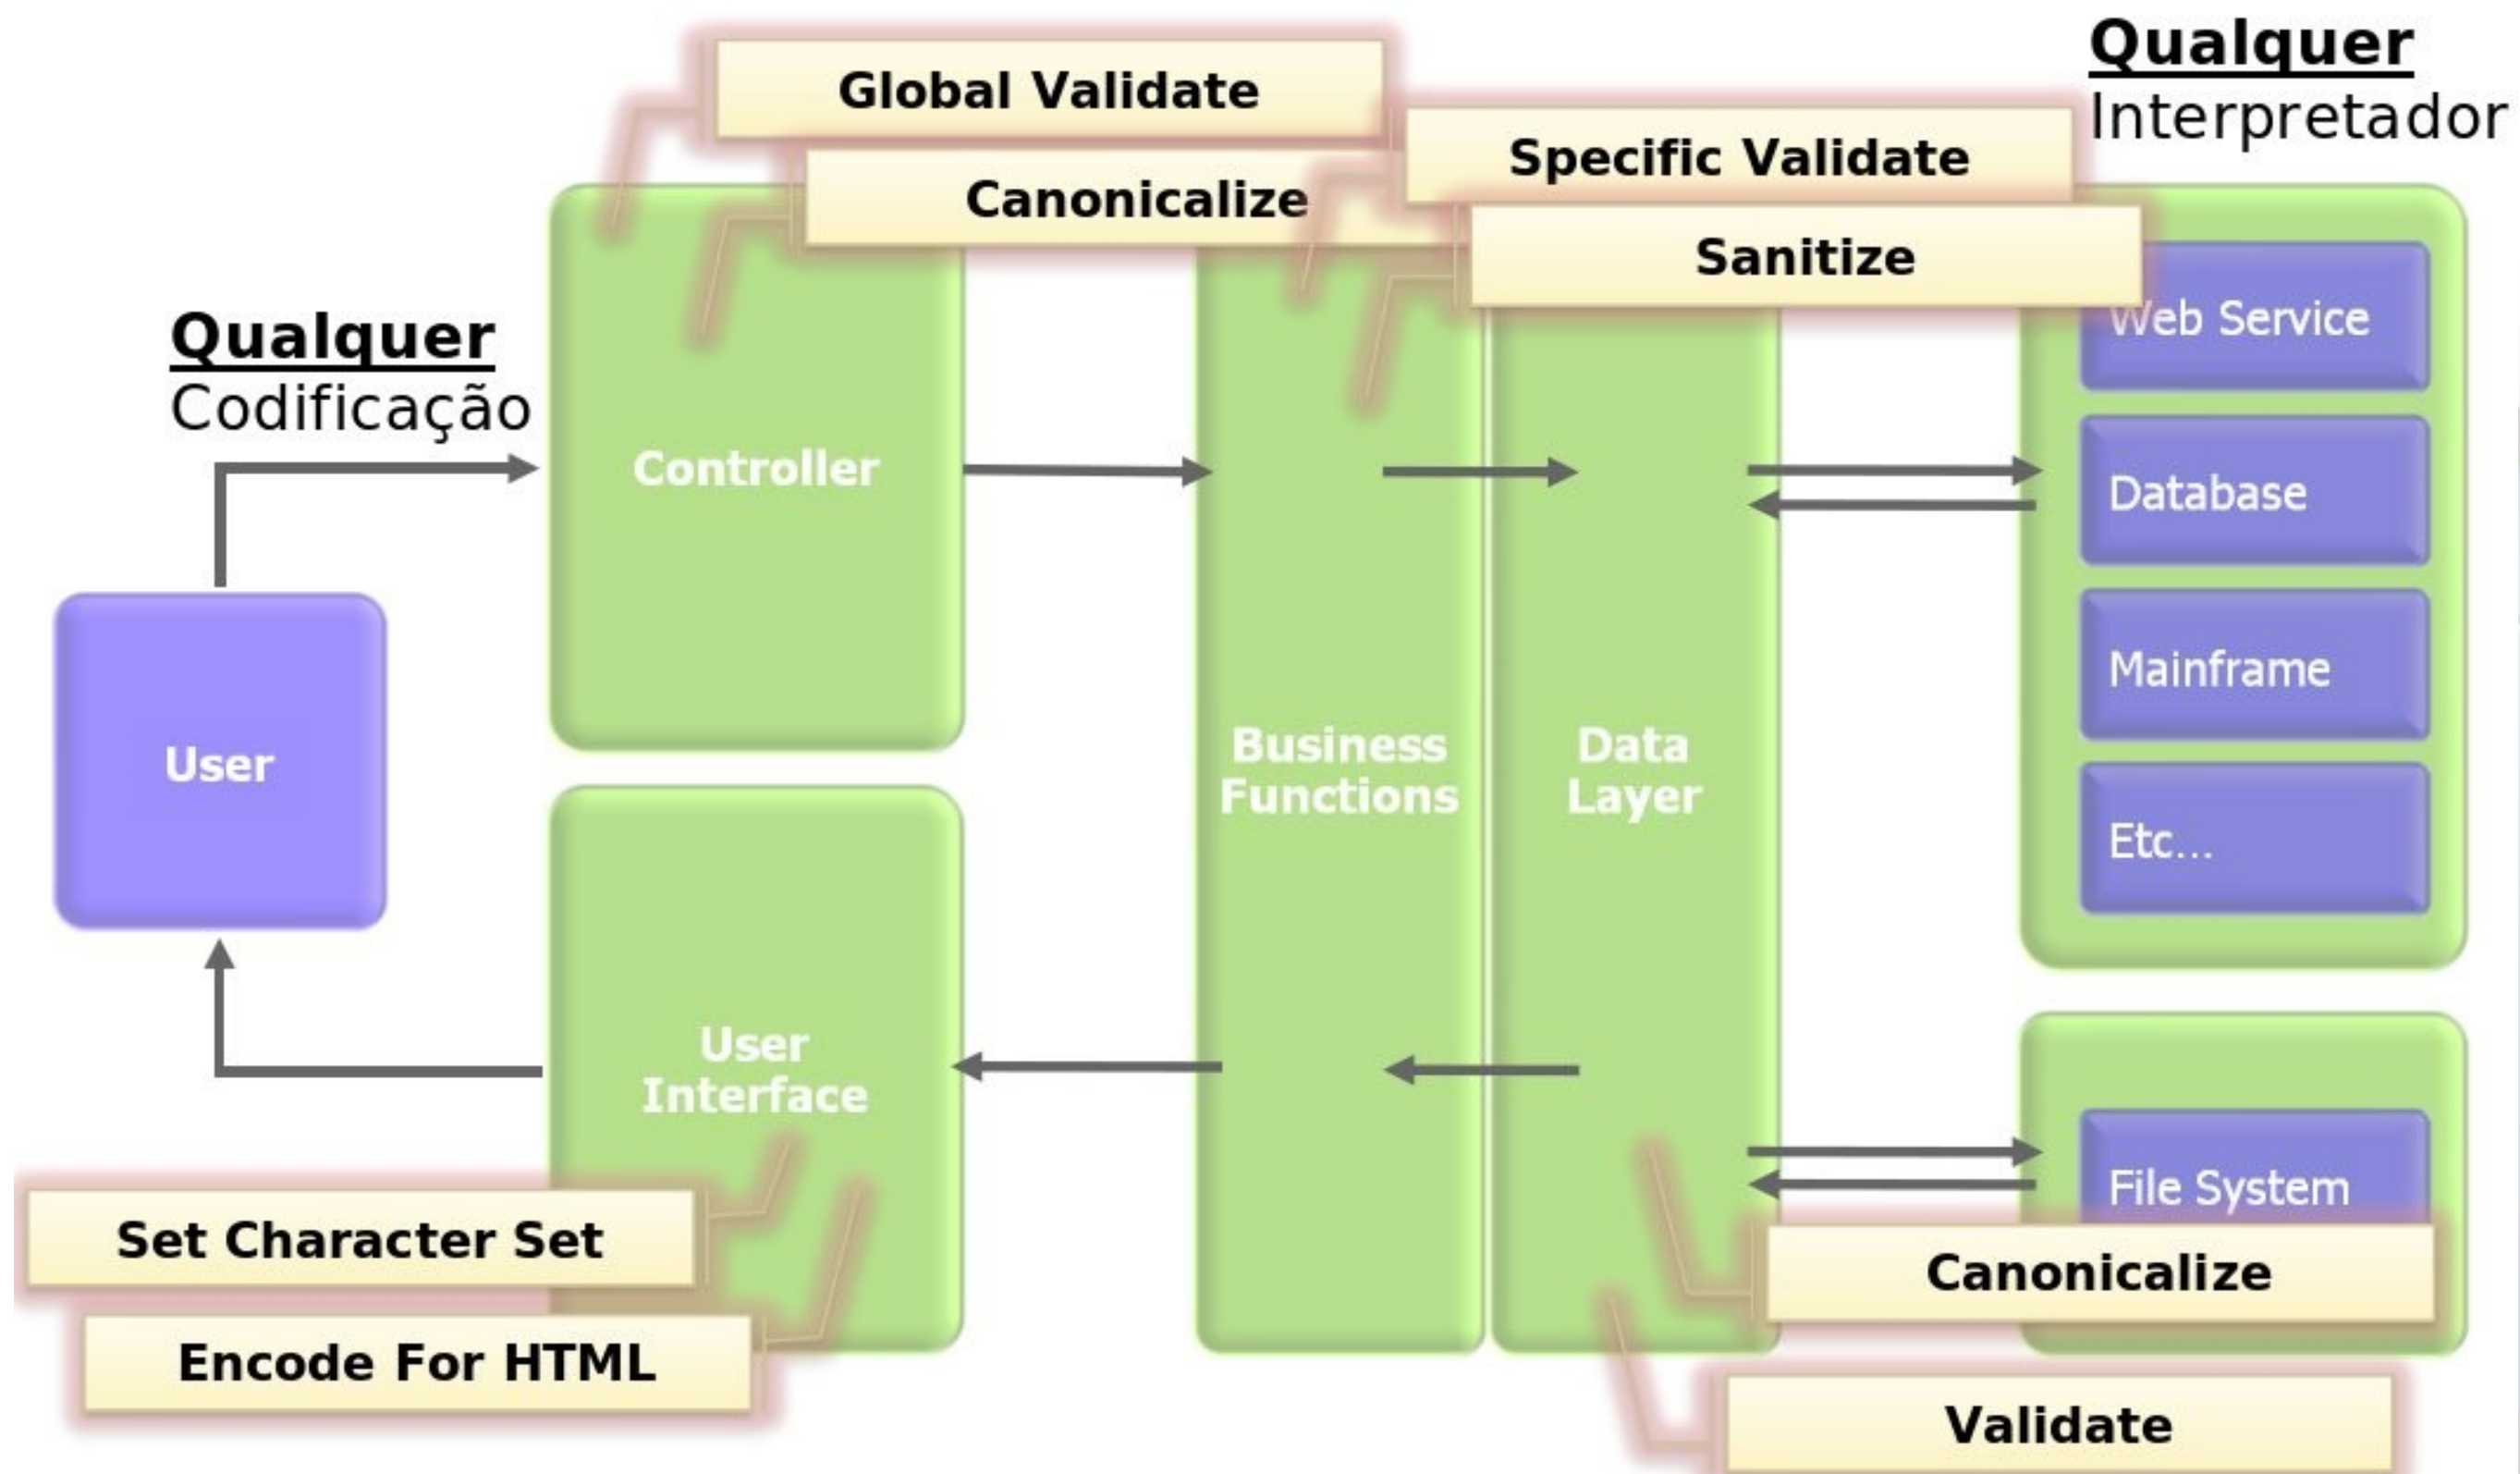 Global Validate
Canonicalize
Specific Validate
Sanitize
Qualquer
Interpretador
Qualquer
Codificação
Controller
User
User
Interface
Business
Functions
Data
Layer
Web Service
Database
Mainframe
Etc...
File System
Set Character Set
Encode For HTML
Canonicalize
Validate